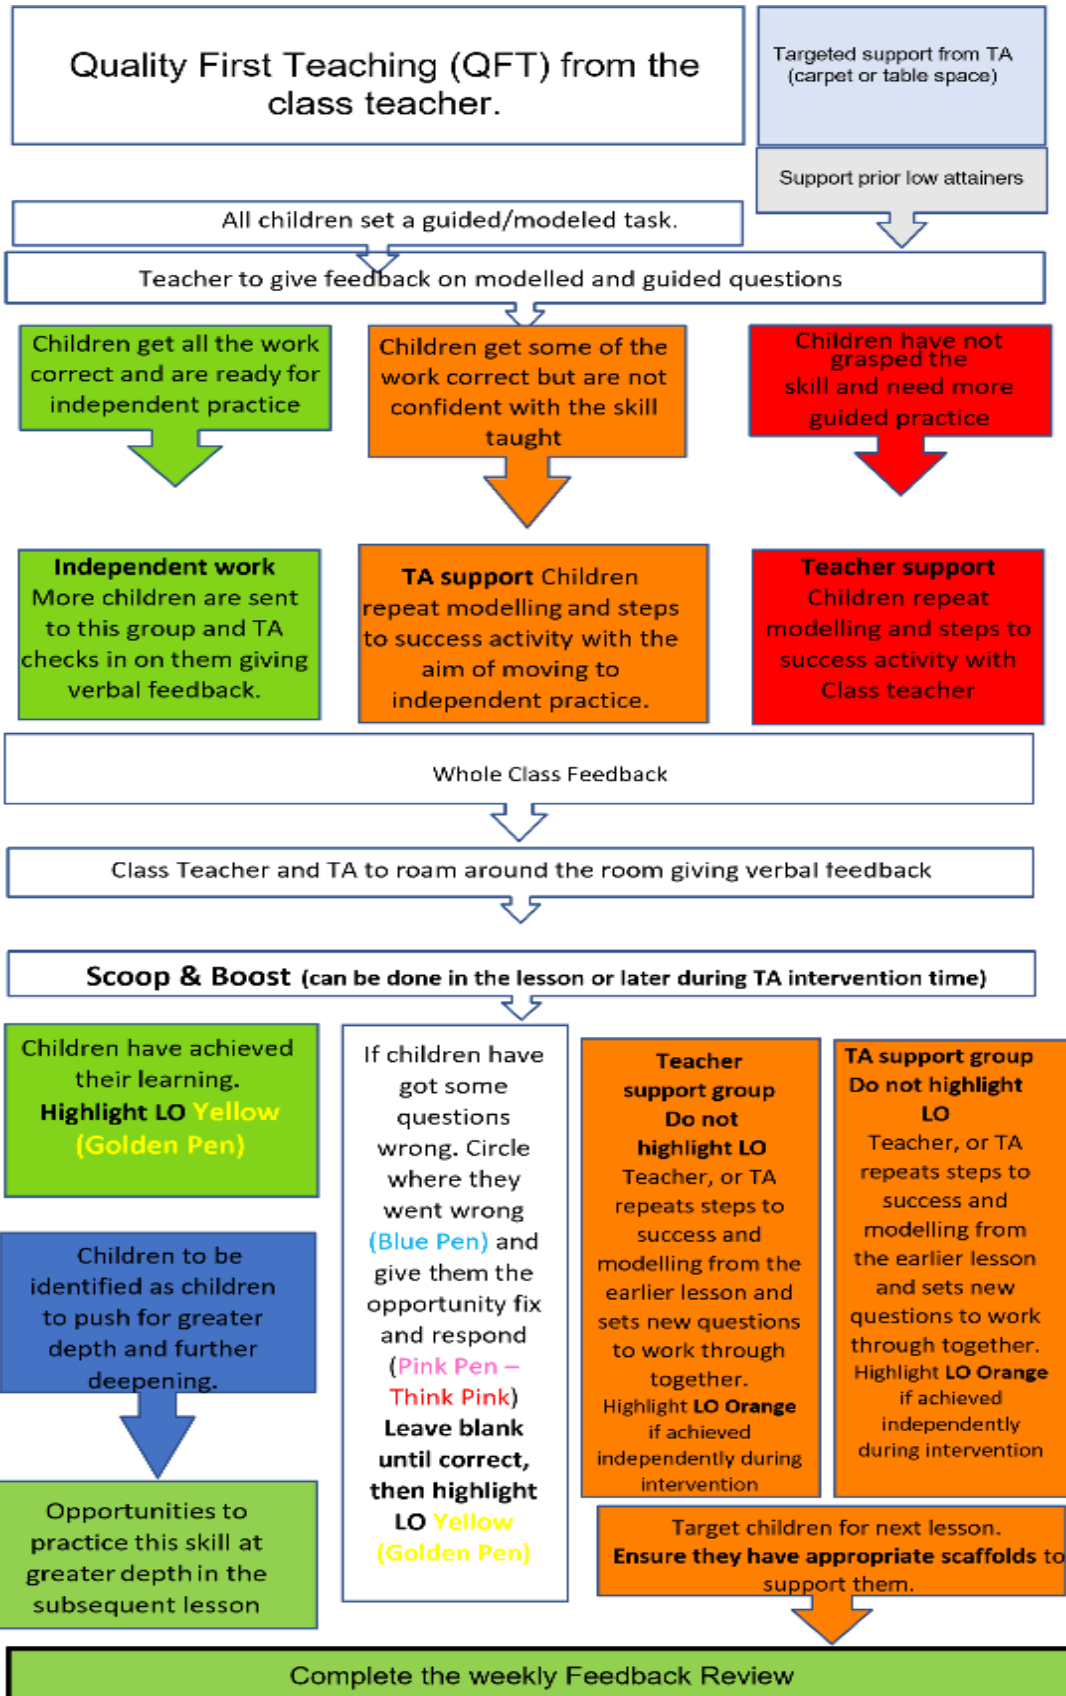 Quality First Teaching (QFT) from the
class teacher.
Targeted support from TA
(carpet or table space)
Support prior low attainers
All children set a guided/modeled task.
Teacher to give feedback on modelled and guided questions
Children get all the work
correct and are ready for
independent practice
Children get some of the
work correct but are not
confident with the skill
taught
Children have not
grasped the
skill and need more
guided practice
Independent work
More children are sent
to this group and TA
checks in on them giving
verbal feedback.
TA support Children
repeat modelling and steps
to success activity with the
aim of moving to
independent practice.
Teacher support
Children repeat
modelling and steps to
success activity with
Class teacher
Whole Class Feedback
Class Teacher and TA to roam around the room giving verbal feedback
Scoop & Boost (can be done in the lesson or later during TA intervention time)
Children have achieved
their learning.
Highlight LO Yellow
(Golden Pen)
Children to be
identified as children
to push for greater
depth and further
deepening.
Opportunities to
practice this skill at
greater depth in the
subsequent lesson
If children have
got some
questions
wrong. Circle
where they
went wrong
(Blue Pen) and
give them the
opportunity fix
and respond
(Pink Pen –
Think Pink)
Leave blank
until correct,
then highlight
LO Yellow
(Golden Pen)
Teacher
support group
Do not
highlight LO
Teacher, or TA
repeats steps to
success and
modelling from the
earlier lesson and
sets new questions
to work through
together.
Highlight LO Orange
if achieved
independently during
intervention
TA support group
Do not highlight
LO
Teacher, or TA
repeats steps to
success and
modelling from
the earlier lesson
and sets new
questions to work
through together.
Highlight LO Orange
if achieved
independently
during intervention
Target children for next lesson.
Ensure they have appropriate scaffolds to
support them.
Complete the weekly Feedback Review